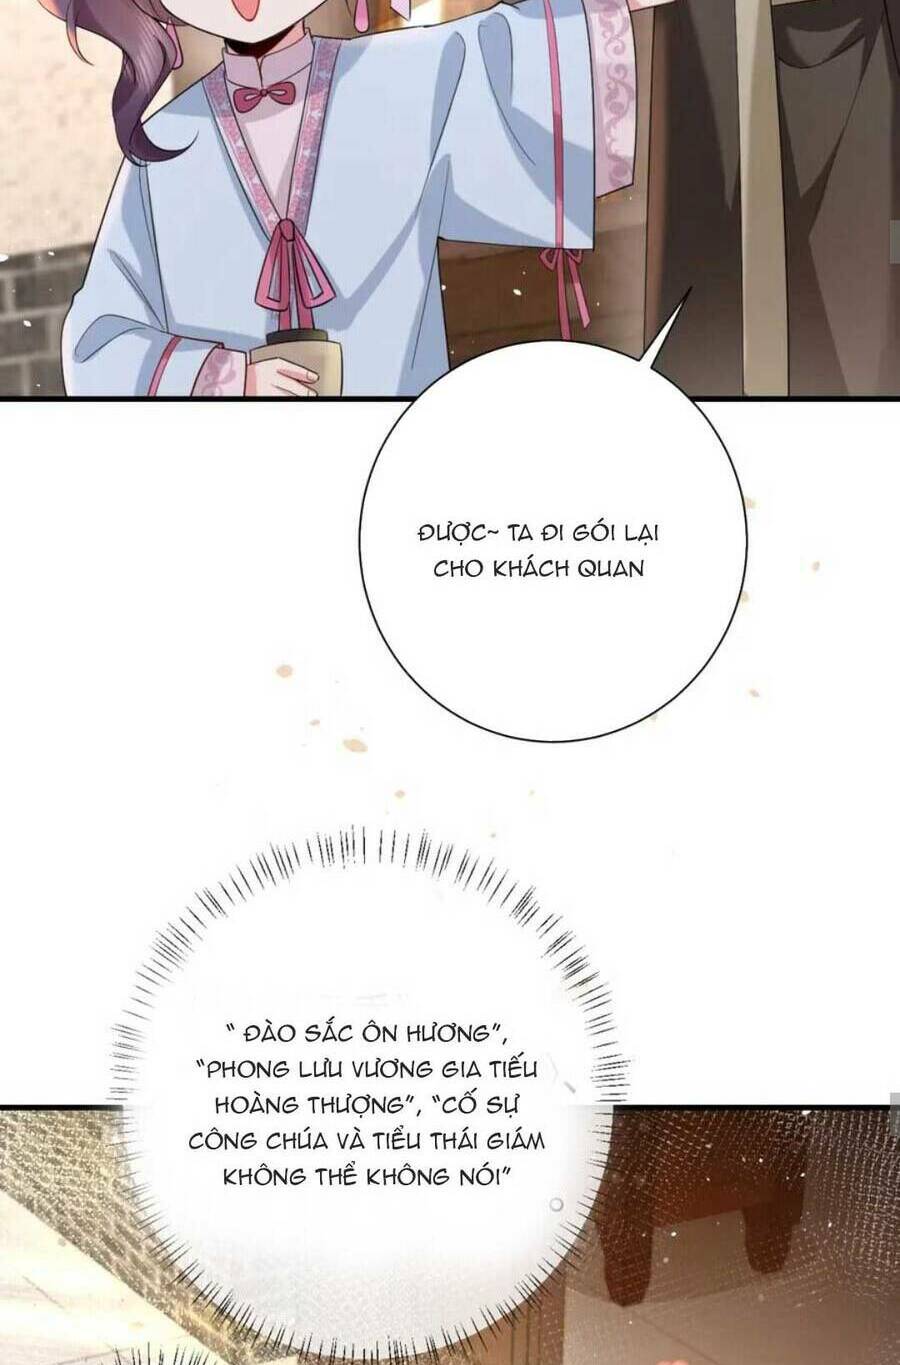 ĐƯỢC~ TA ĐI GÓI LẠI
CHO KHÁCH QUAN
“ ĐÀO SẮC ÔN HƯƠNG”,
“PHONG LƯU VƯƠNG GIA TIẾU
HOÀNG THƯỢNG”, “CỐ SỰ
CÔNG CHÚA VÀ TIỂU THÁI GIÁM
KHÔNG THỂ KHÔNG NÓI”